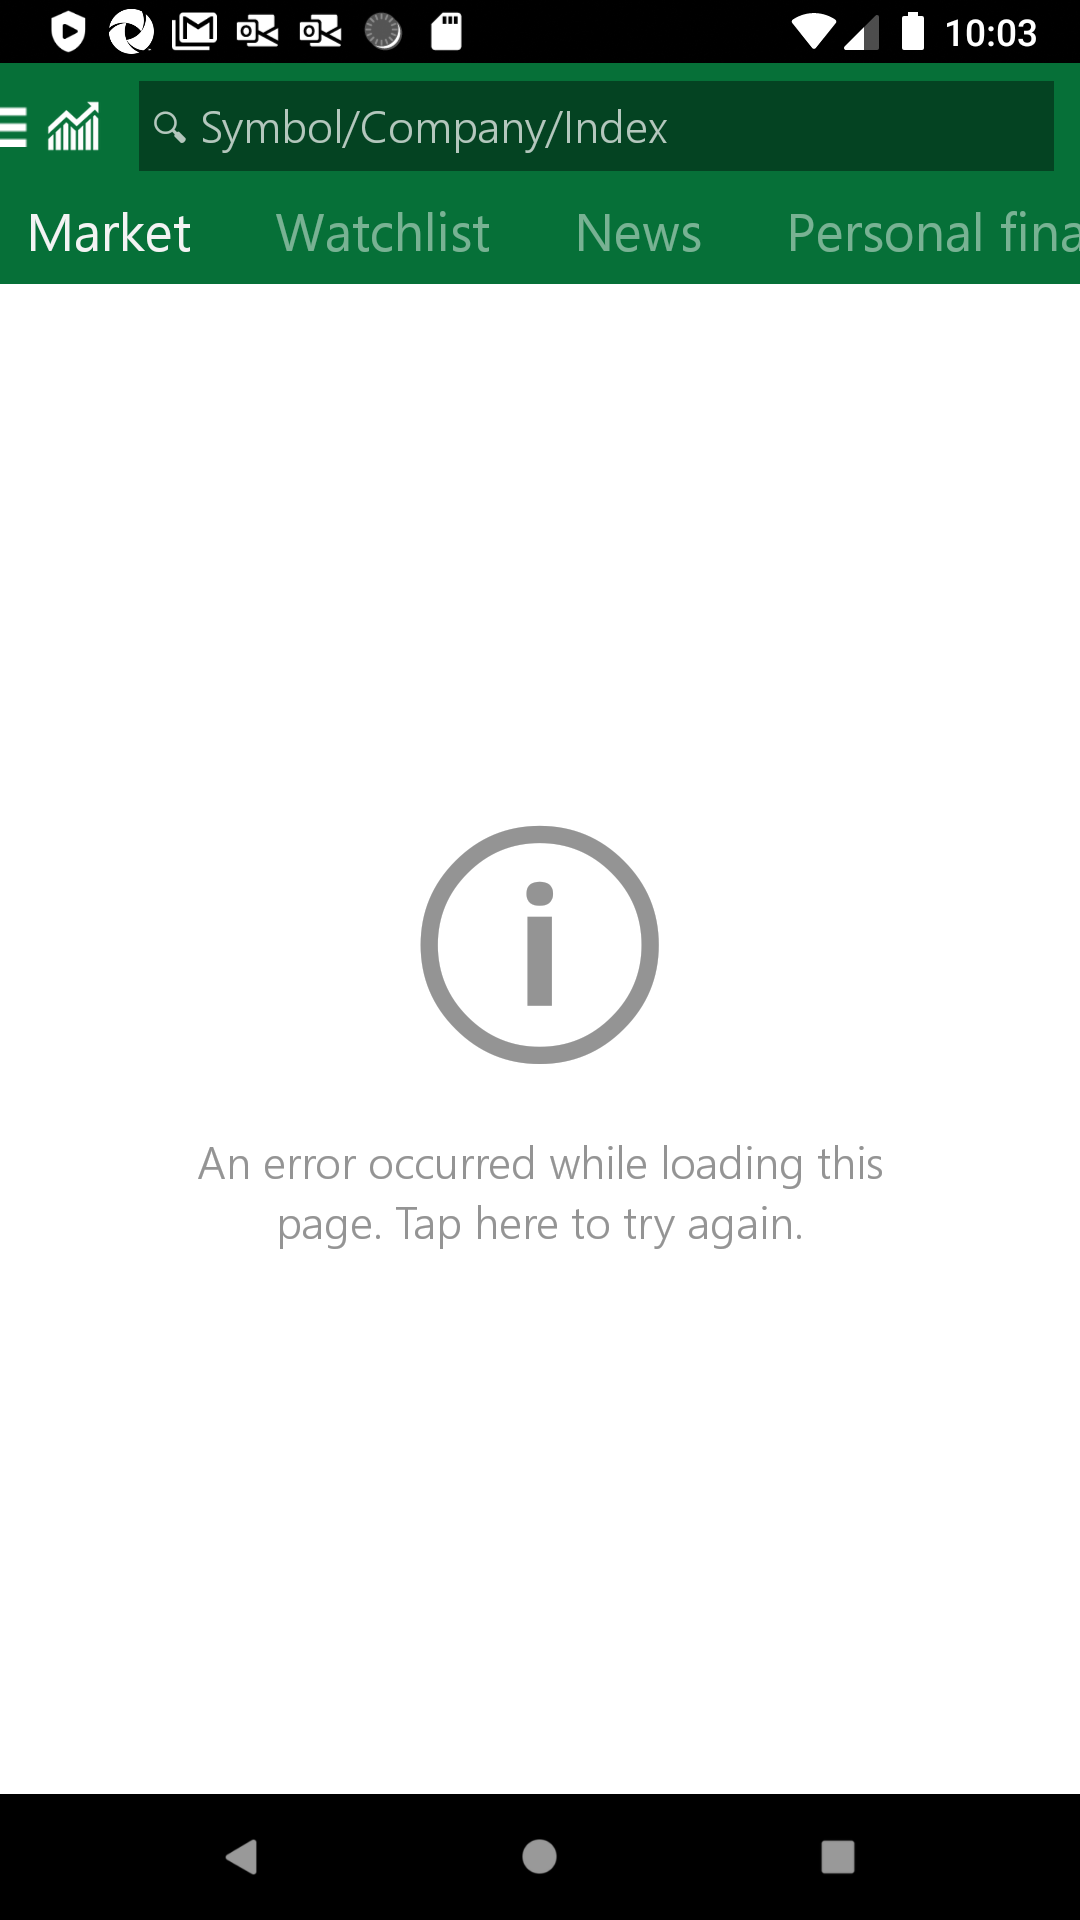 10:03
Symbol/Company/Index
Market Watchlist News Personal fina
An error occurred while loading this
page. Tap here to try again.